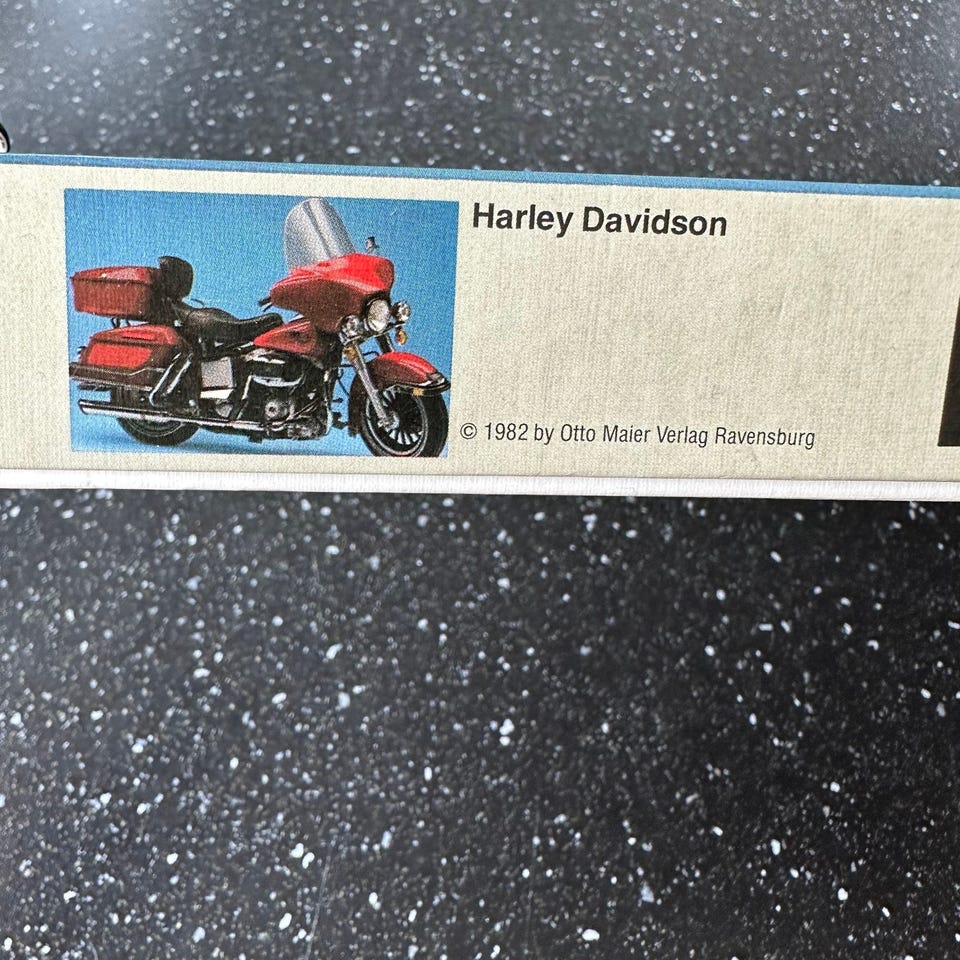 Harley Davidson
© 1982 by Otto Maier Verlag Ravensburg